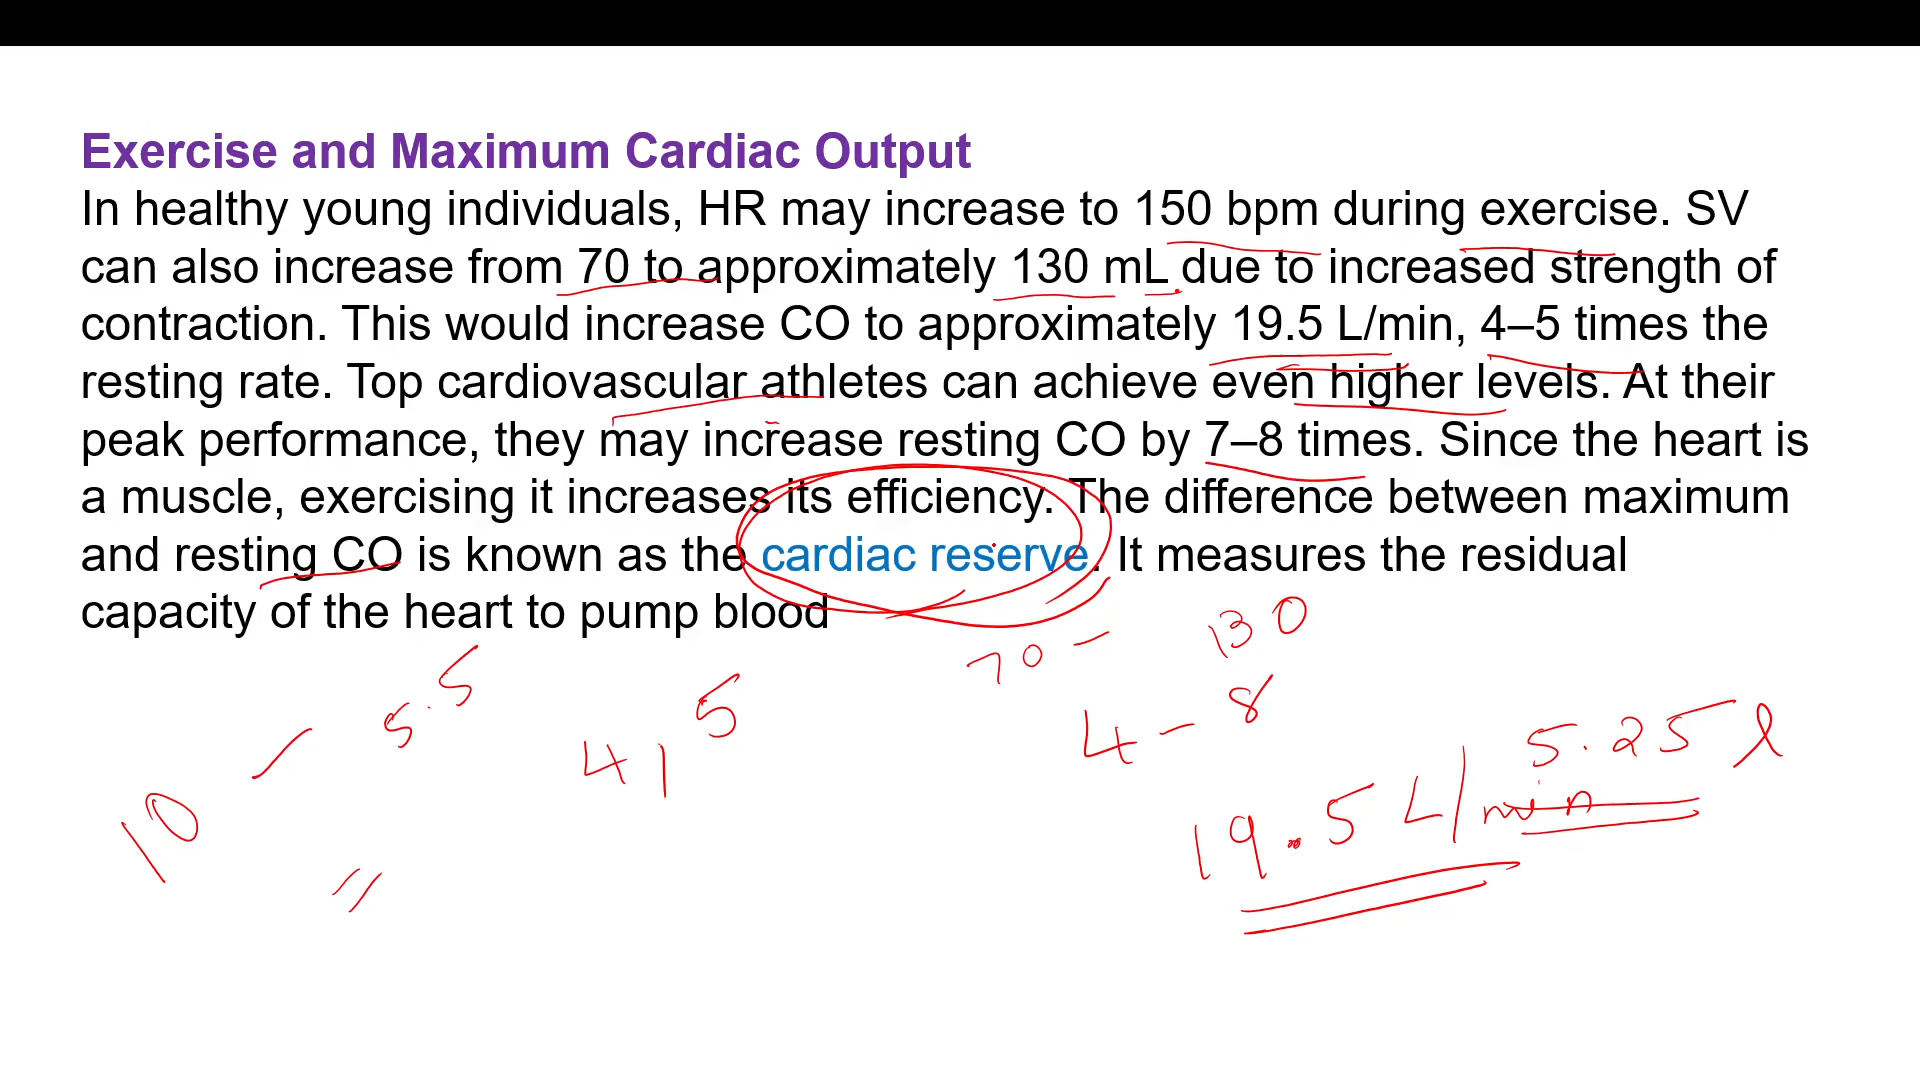 Exercise and Maximum Cardiac Output
In healthy young individuals, HR may increase to 150 bpm during exercise. SV
can also increase from 70 to approximately 130 mL due to increased strength of
contraction. This would increase CO to approximately 19.5 L/min, 4–5 times the
resting rate. Top cardiovascular athletes can achieve even higher levels. At their
peak performance, they may increase resting CO by 7–8 times. Since the heart is
a muscle, exercising it increases its efficiency. The difference between maximum
and resting CO is known as the cardiac reserve. It measures the residual
capacity of the heart to pump blood
70 - 130
5.5
4, 5
4 - 8
5.25 l
10
19.5 L/min